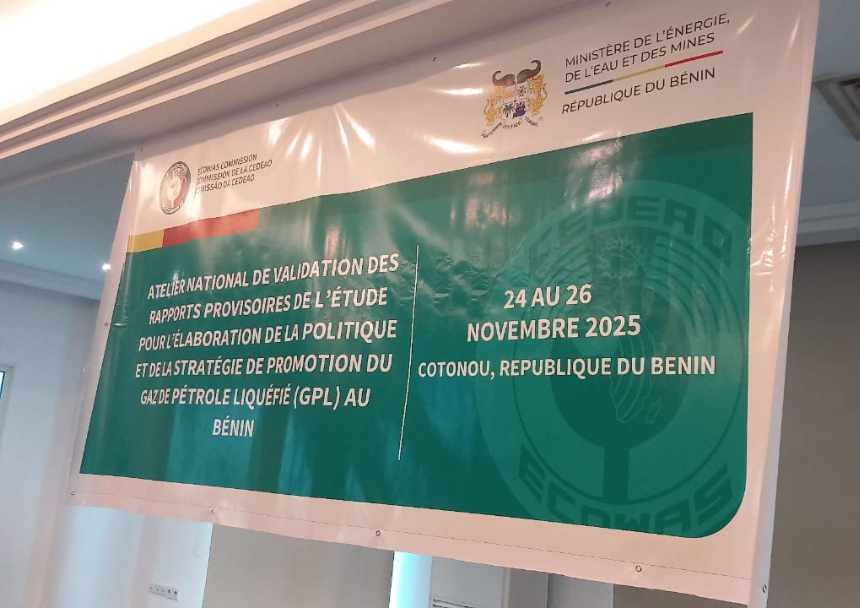 ECOWAS COMMISSION
COMMISSION DE LA CEDEAO
COMISSÃO DA CEDEAO
MINISTÈRE DE L'ÉNERGIE,
DE L'EAU ET DES MINES
RÉPUBLIQUE DU BÉNIN
ATELIER NATIONAL DE VALIDATION DES
RAPPORTS PROVISOIRES DE L'ÉTUDE
POUR L'ÉLABORATION DE LA POLITIQUE
ET DE LA STRATÉGIE DE PROMOTION DU
GAZ DE PÉTROLE LIQUÉFIÉ (GPL) AU
BÉNIN
24 AU 26
NOVEMBRE 2025
COTONOU, REPUBLIQUE DU BENIN
CEDEAO
ECOWAS